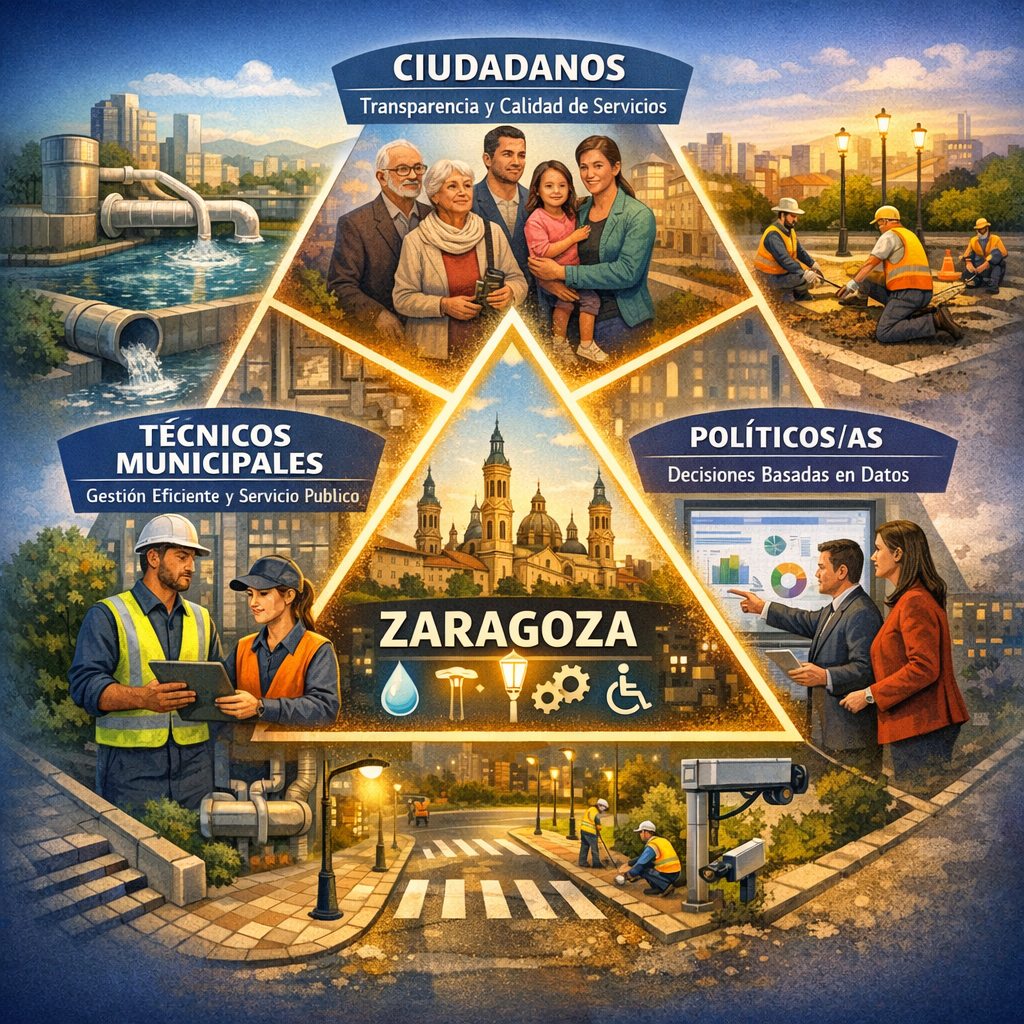 CIUDADANOS
Transparencia y Calidad de Servicios
TÉCNICOS
MUNICIPALES
Gestión Eficiente y Servicio Publico
POLÍTICOS/AS
Decisiones Basadas en Datos
ZARAGOZA